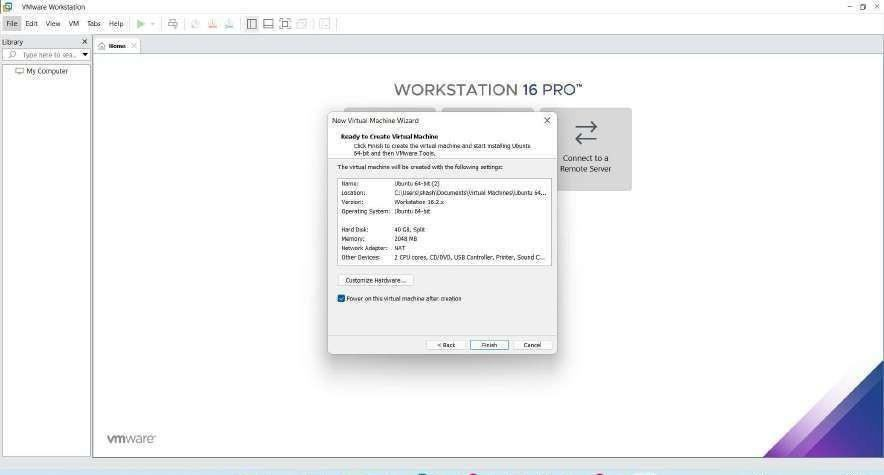 VMware Workstation
File Edit View VM Tabs Help
Library
Type here to sea...
My Computer
Home
WORKSTATION 16 PRO™
Connect to a
Remote Server
New Virtual Machine Wizard
Ready to Create Virtual Machine
Click Finish to create the virtual machine and start installing Ubuntu
64-bit and then VMware Tools.
The virtual machine will be created with the following settings:
Name: Ubuntu 64-bit (2)
Location: C:\Users\skash\Documents\Virtual Machines\Ubuntu 64...
Version: Workstation 16.2.x
Operating System: Ubuntu 64-bit
Hard Disk: 40 GB, Split
Memory: 2048 MB
Network Adapter: NAT
Other Devices: 2 CPU cores, CD/DVD, USB Controller, Printer, Sound C...
Customize Hardware...
Power on this virtual machine after creation
< Back Finish Cancel
vmware